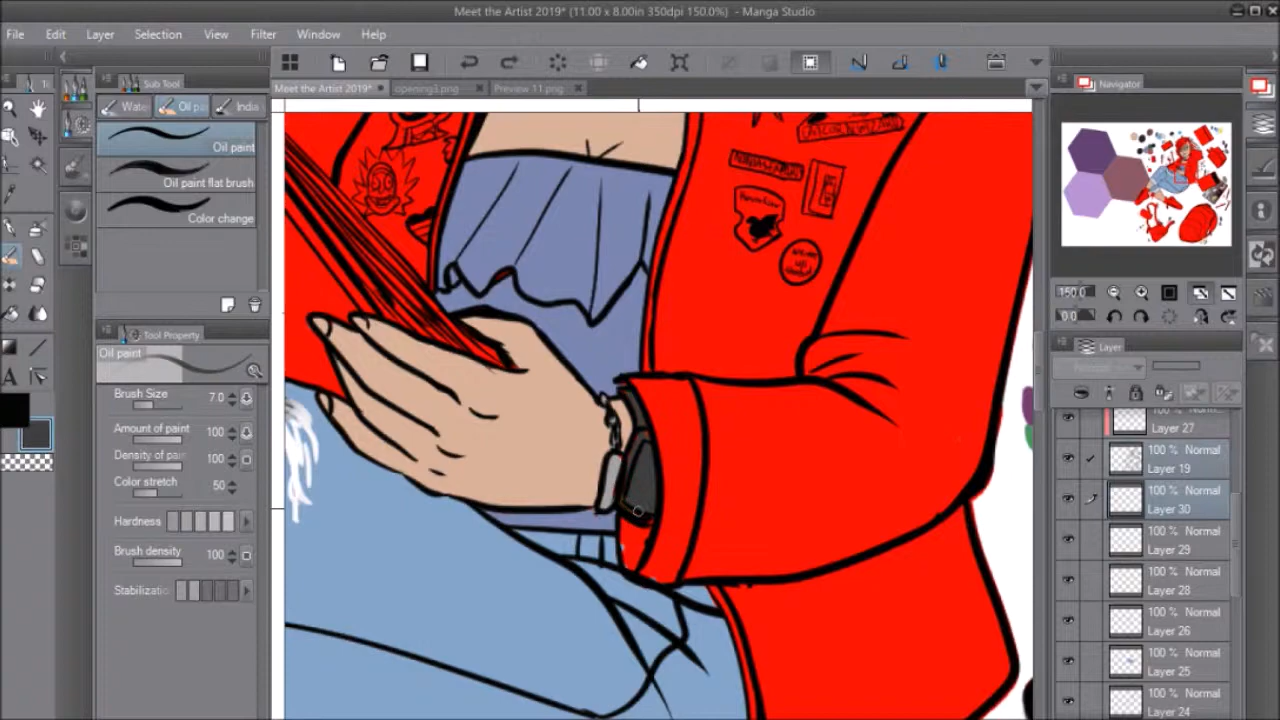 Meet the Artist 2019* (11.00 x 8.00in 350dpi 150.0%) - Manga Studio
File Edit Layer Selection View Filter Window Help
Sub Tool
Meet the Artist 2019* opening3.png Preview 11.png
Navigator
Wate Oil pa India
Oil paint
Oil paint flat brush
Color change
150.0
0.0
Tool Property
Oil paint
Layer
Brush Size 7.0
Amount of paint 100
Density of pain 100
Color stretch 50
Hardness
Brush density 100
Stabilizatio
Layer 27
100 % Normal
Layer 19
100 % Normal
Layer 30
100 % Normal
Layer 29
100 % Normal
Layer 28
100 % Normal
Layer 26
100 % Normal
Layer 25
100 % Normal
Layer 24